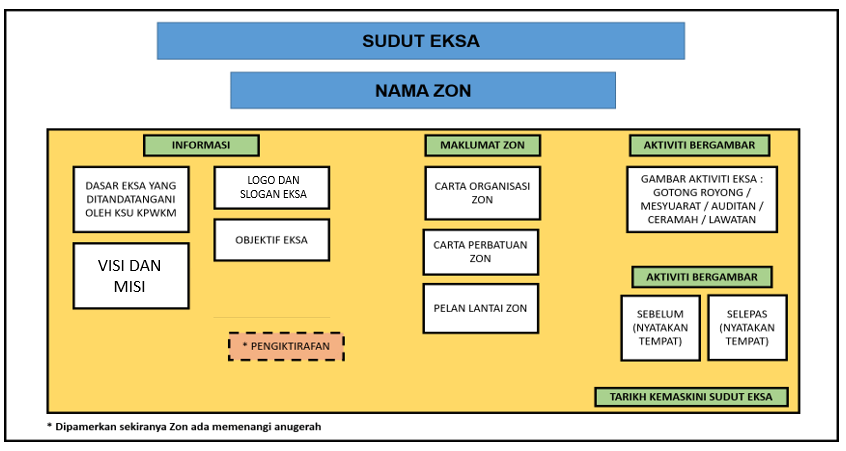 SUDUT EKSA
NAMA ZON
INFORMASI
DASAR EKSA YANG
DITANDATANGANI
OLEH KSU KPWKM
LOGO DAN
SLOGAN EKSA
OBJEKTIF EKSA
VISI DAN
MISI
* PENGIKTIRAFAN
MAKLUMAT ZON
CARTA ORGANISASI
ZON
CARTA PERBATUAN
ZON
PELAN LANTAI ZON
AKTIVITI BERGAMBAR
GAMBAR AKTIVITI EKSA :
GOTONG ROYONG /
MESYUARAT / AUDITAN /
CERAMAH / LAWATAN
AKTIVITI BERGAMBAR
SEBELUM
(NYATAKAN
TEMPAT)
SELEPAS
(NYATAKAN
TEMPAT)
TARIKH KEMASKINI SUDUT EKSA
* Dipamerkan sekiranya Zon ada memenangi anugerah